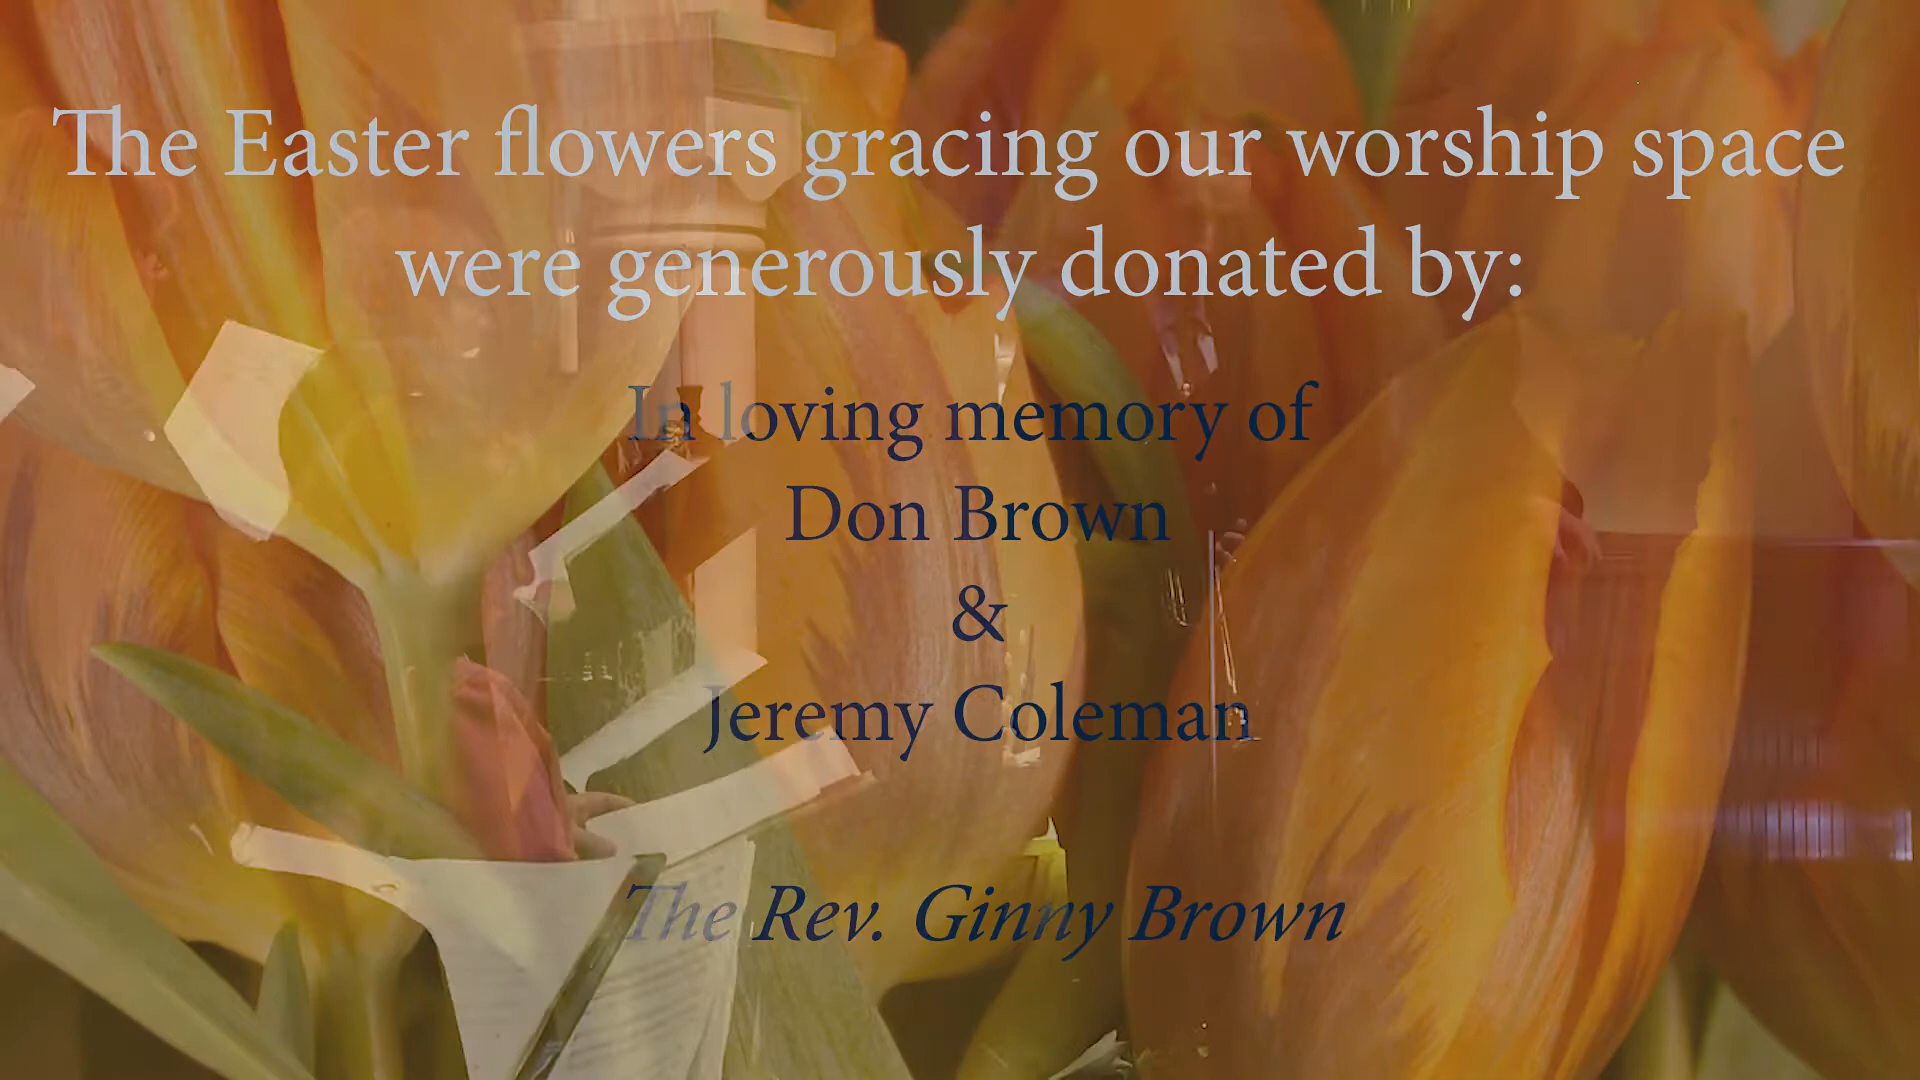 The Easter flowers gracing our worship space
were generously donated by:
In loving memory of
Don Brown
&
Jeremy Coleman
The Rev. Ginny Brown